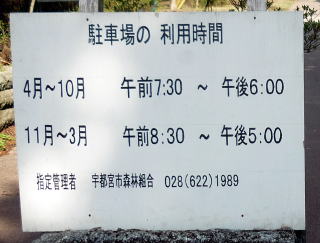 駐車場の 利用時間
4月～10月 午前7:30 ～ 午後6:00
11月～3月 午前8:30 ～ 午後5:00
指定管理者 宇都宮市森林組合 028(622)1989